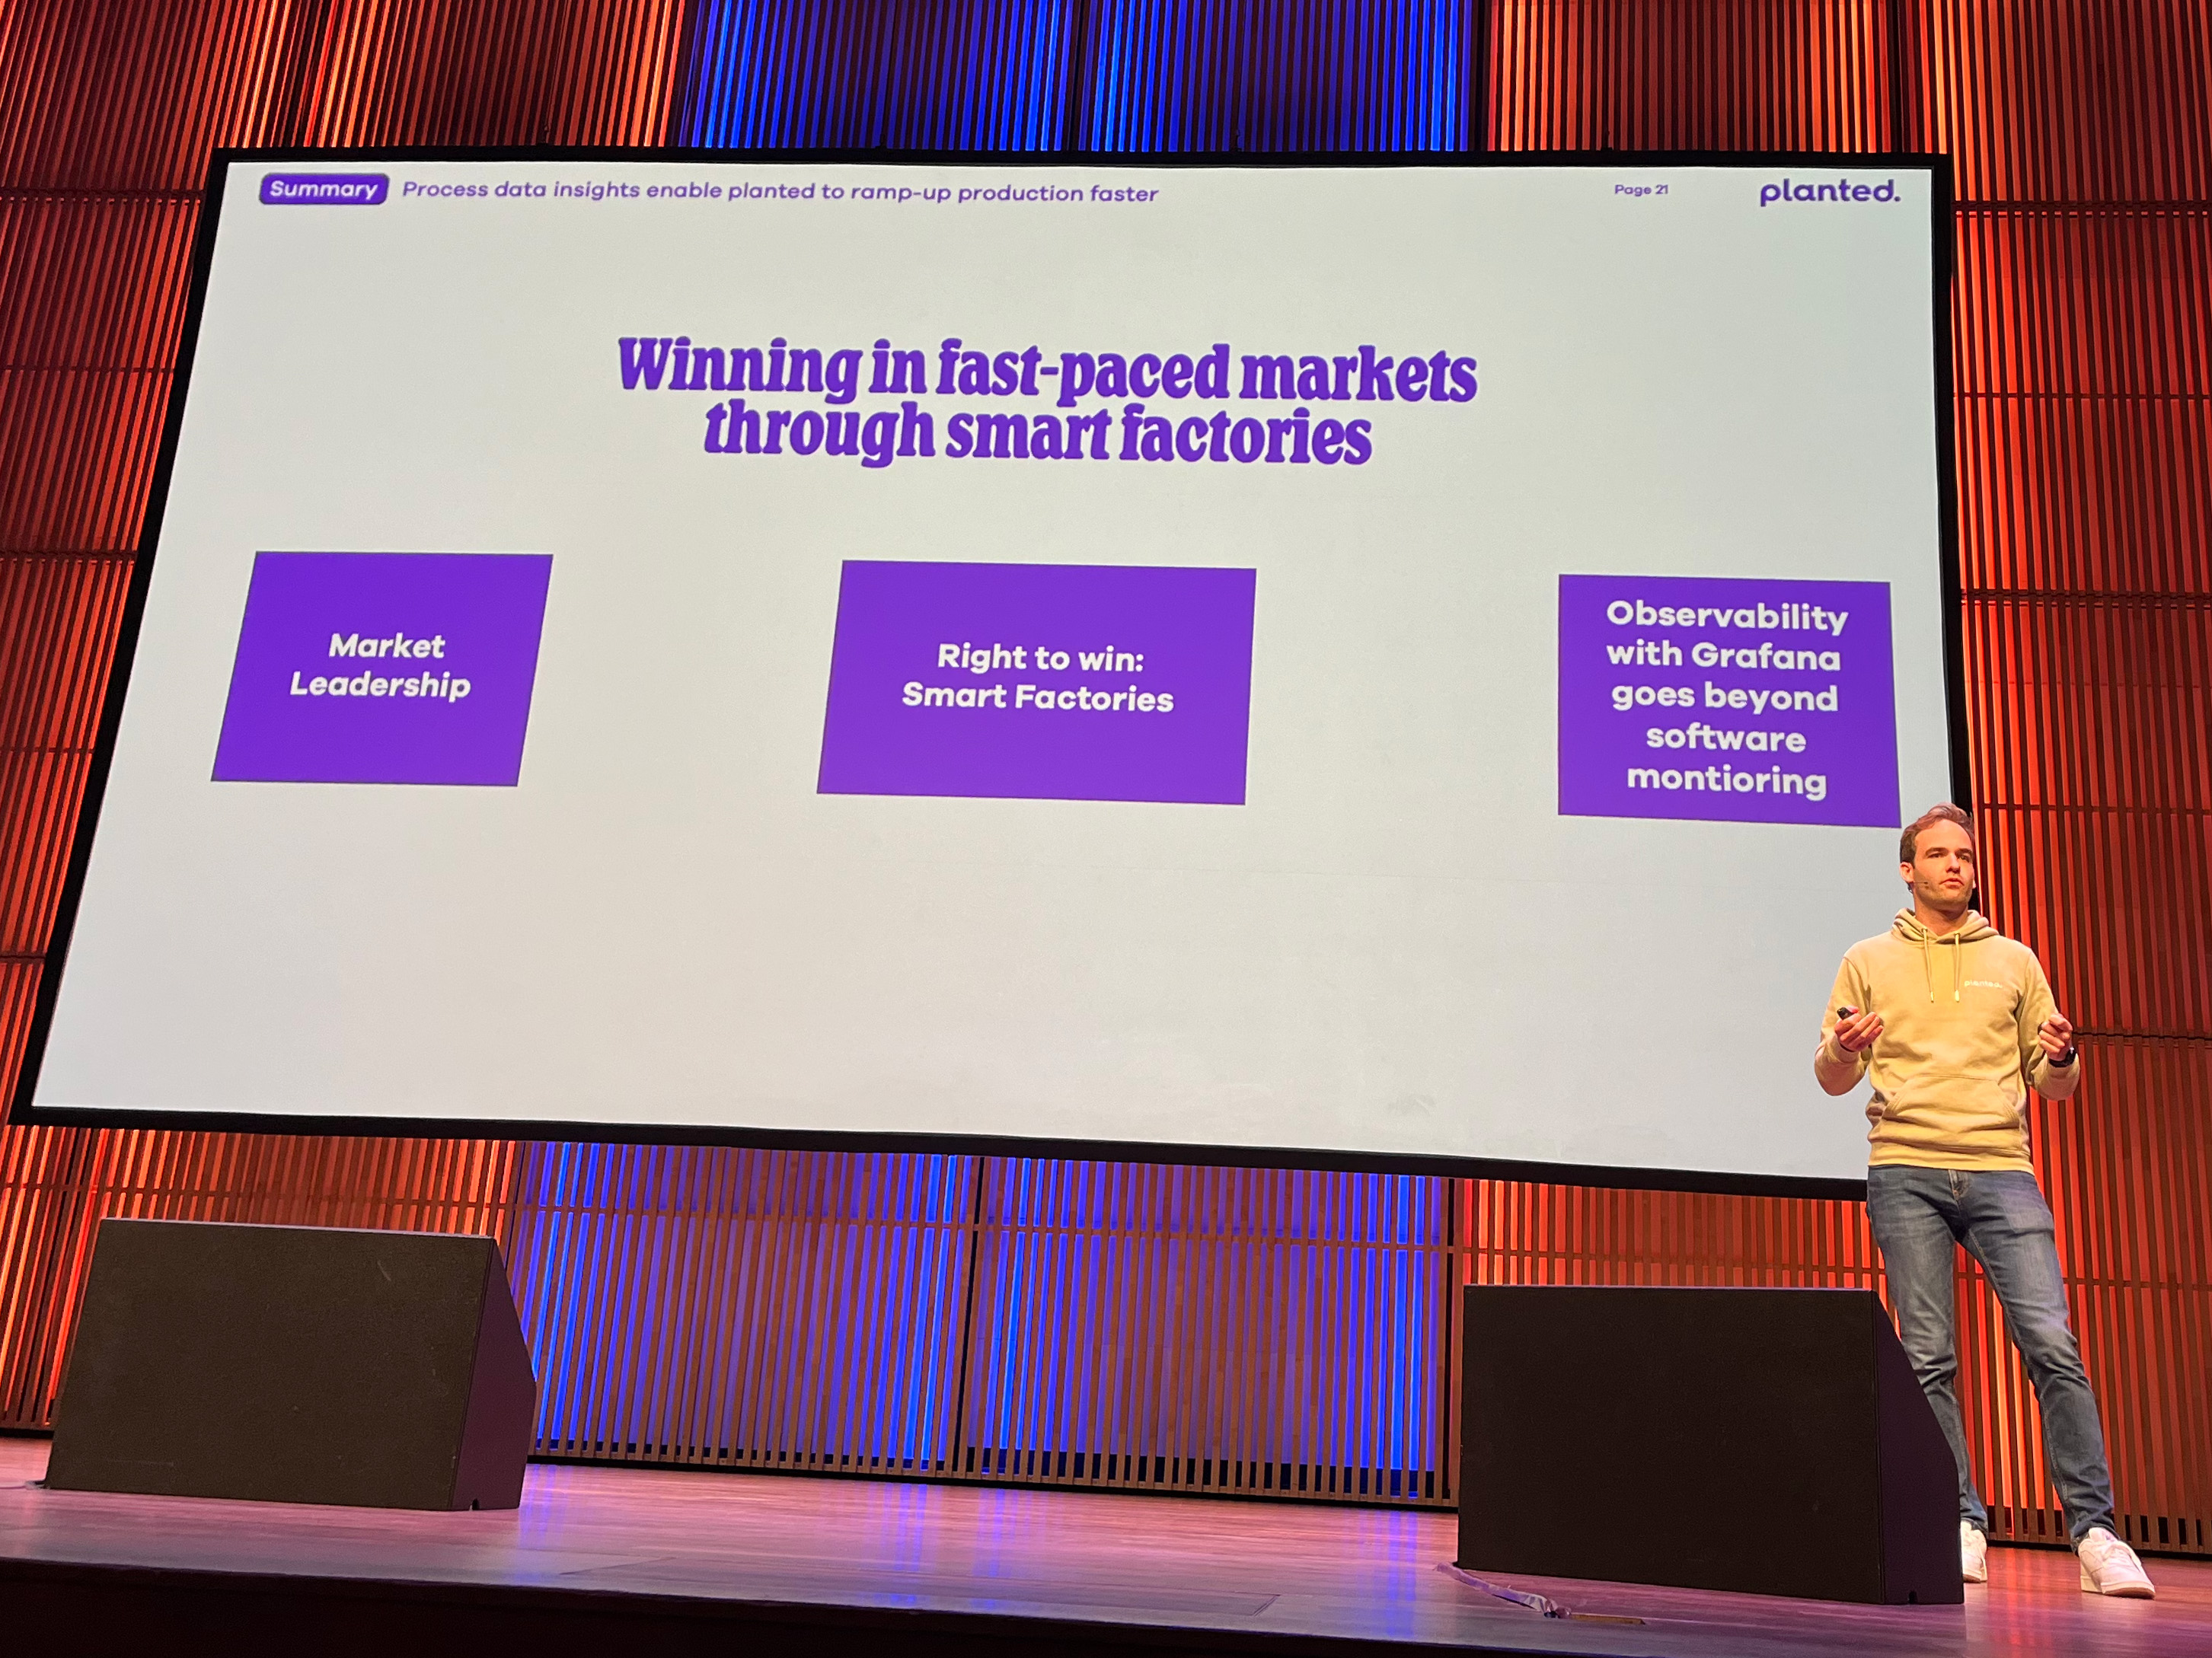 Summary Process data insights enable planted to ramp-up production faster
Page 21
planted.
Winning in fast-paced markets
through smart factories
Market
Leadership
Right to win:
Smart Factories
Observability
with Grafana
goes beyond
software
montioring
planted.